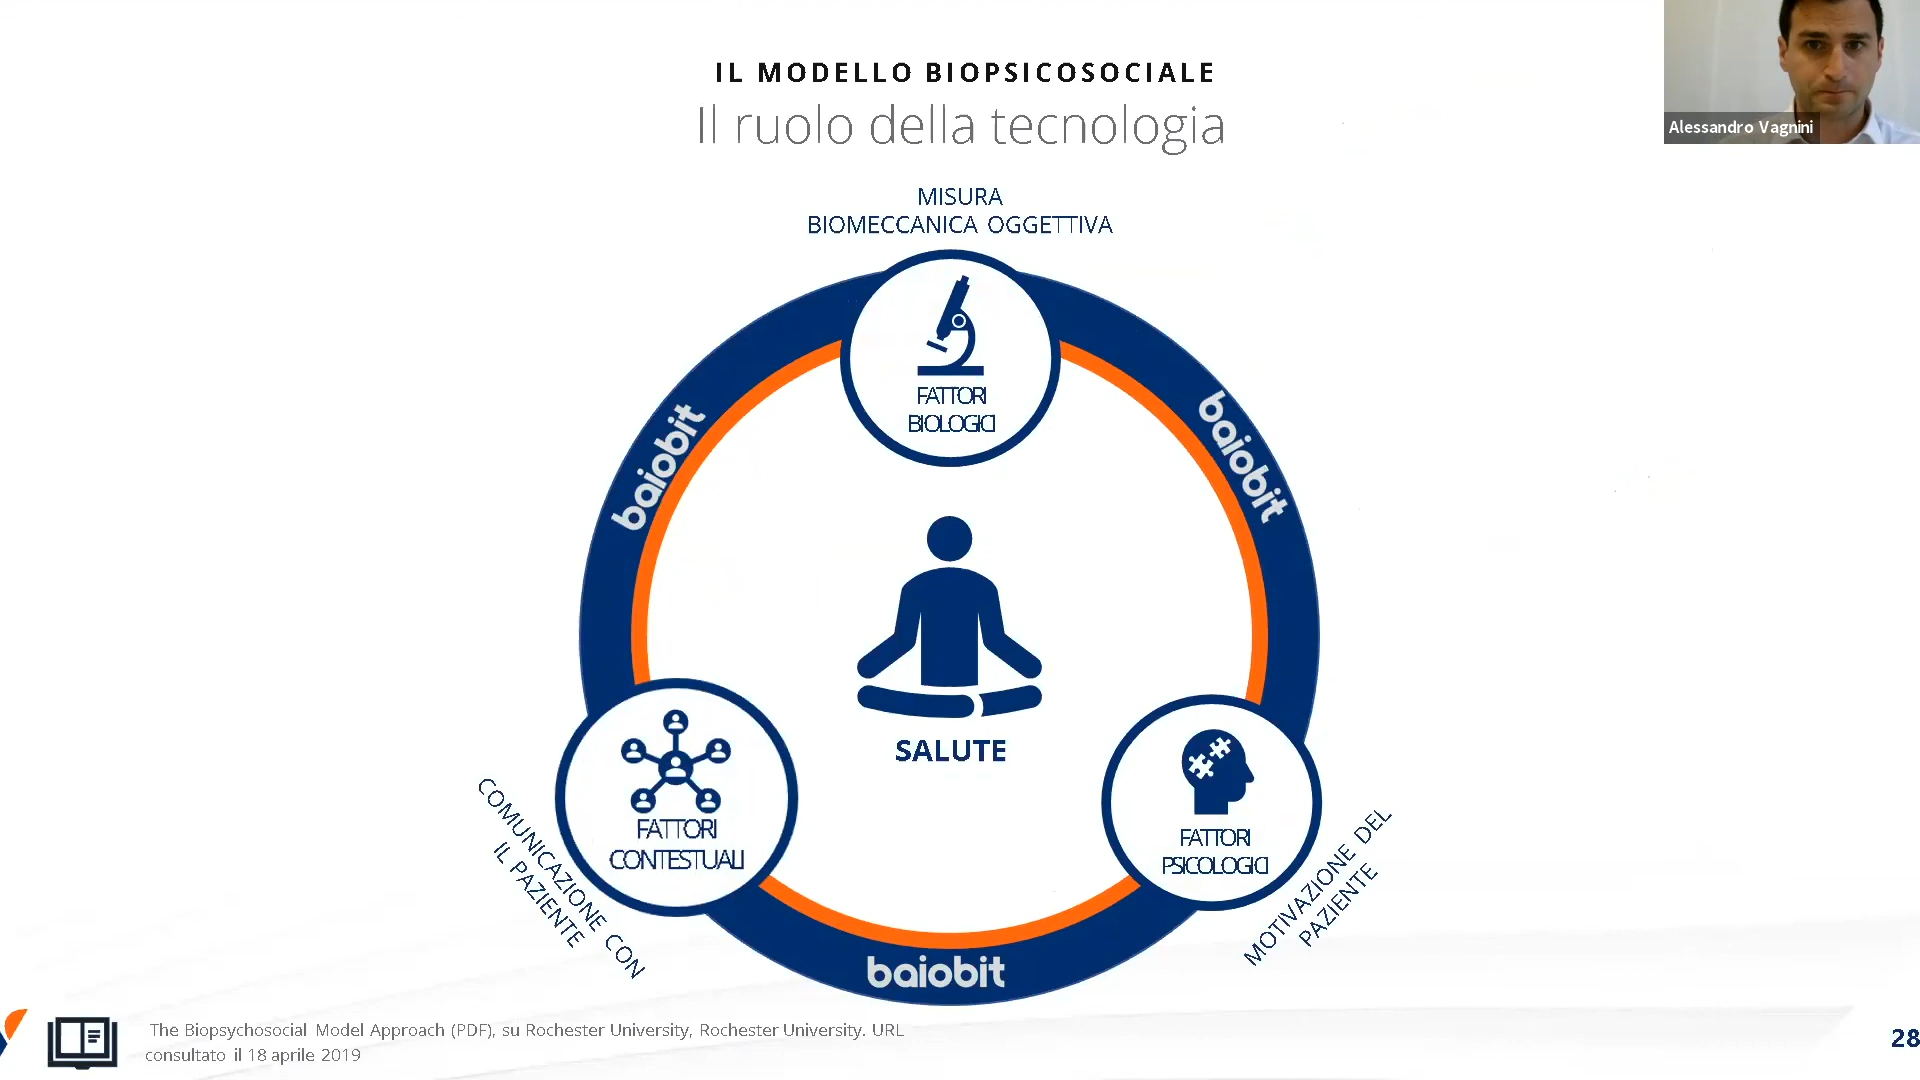 IL MODELLO BIOPSICOSOCIALE
Il ruolo della tecnologia
Alessandro Vagnini
MISURA
BIOMECCANICA OGGETTIVA
FATTORI
BIOLOGICI
baiobit
baiobit
SALUTE
FATTORI
CONTESTUALI
COMUNICAZIONE CON
IL PAZIENTE
FATTORI
PSICOLOGICI
MOTIVAZIONE DEL
PAZIENTE
baiobit
The Biopsychosocial Model Approach (PDF), su Rochester University, Rochester University. URL
consultato il 18 aprile 2019
28